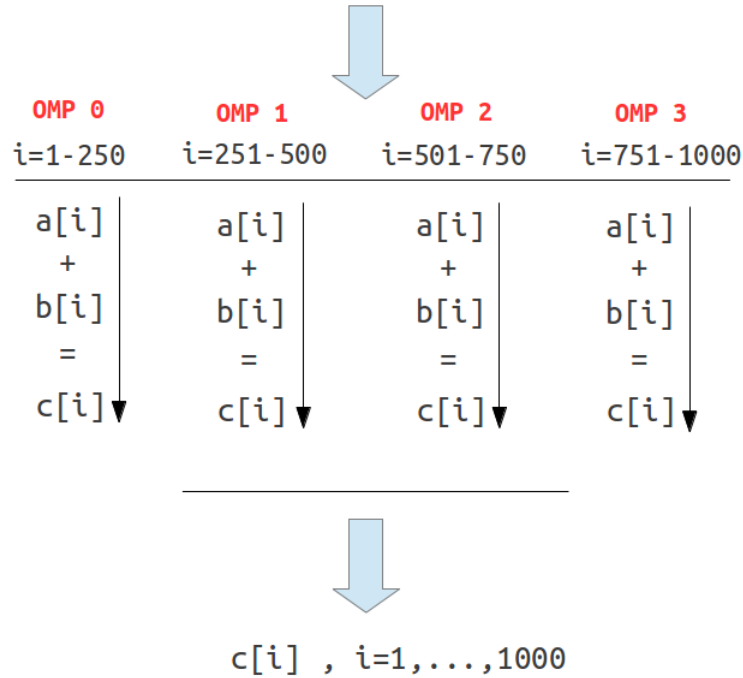 OMP 0 OMP 1 OMP 2 OMP 3
i=1-250 i=251-500 i=501-750 i=751-1000
a[i] a[i] a[i] a[i]
+ + + +
b[i] b[i] b[i] b[i]
= = = =
c[i] c[i] c[i] c[i]
c[i] , i=1,...,1000